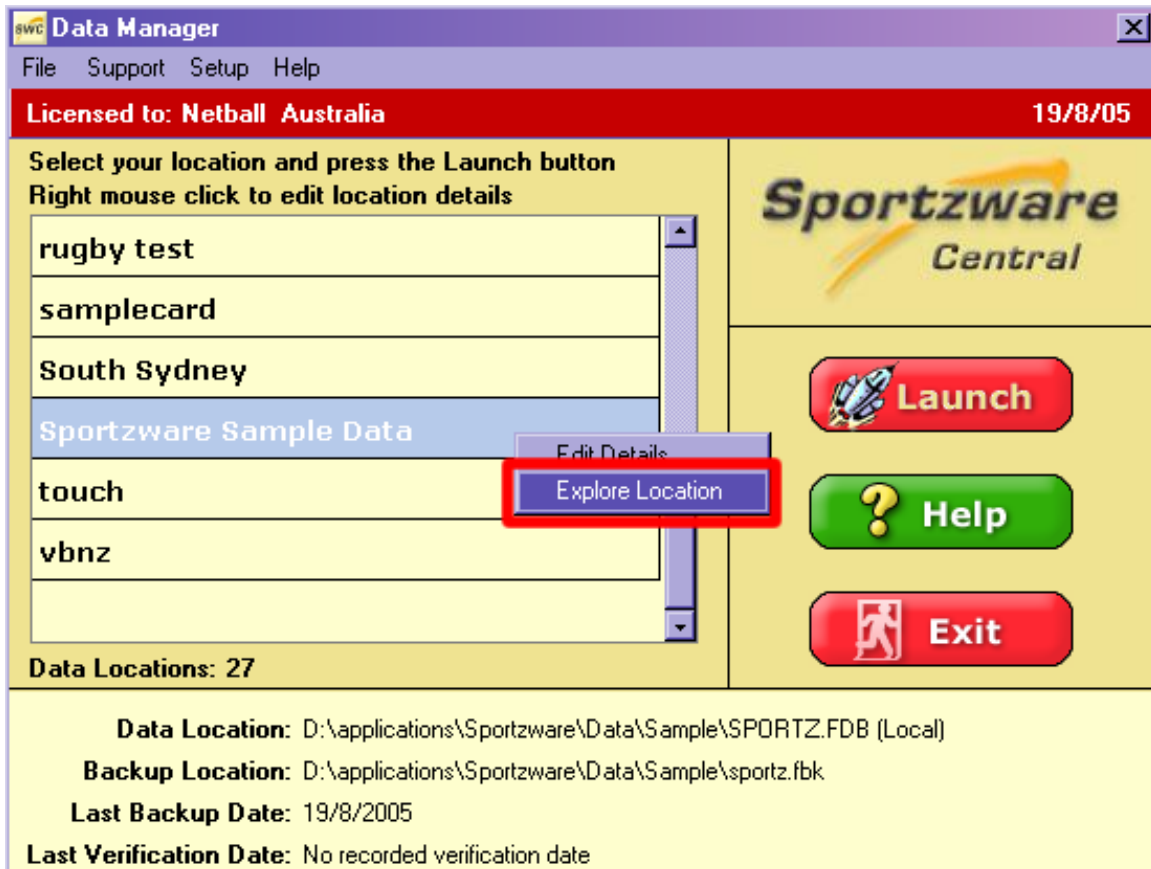 SWC Data Manager
File Support Setup Help
Licensed to: Netball Australia 19/8/05
Select your location and press the Launch button
Right mouse click to edit location details
rugby test
samplecard
South Sydney
Sportzware Sample Data
touch
vbnz
Edit Details
Explore Location
Data Locations: 27
Sportzware
Central
Launch
Help
Exit
Data Location: D:\applications\Sportzware\Data\Sample\SPORTZ.FDB (Local)
Backup Location: D:\applications\Sportzware\Data\Sample\sportz.fbk
Last Backup Date: 19/8/2005
Last Verification Date: No recorded verification date